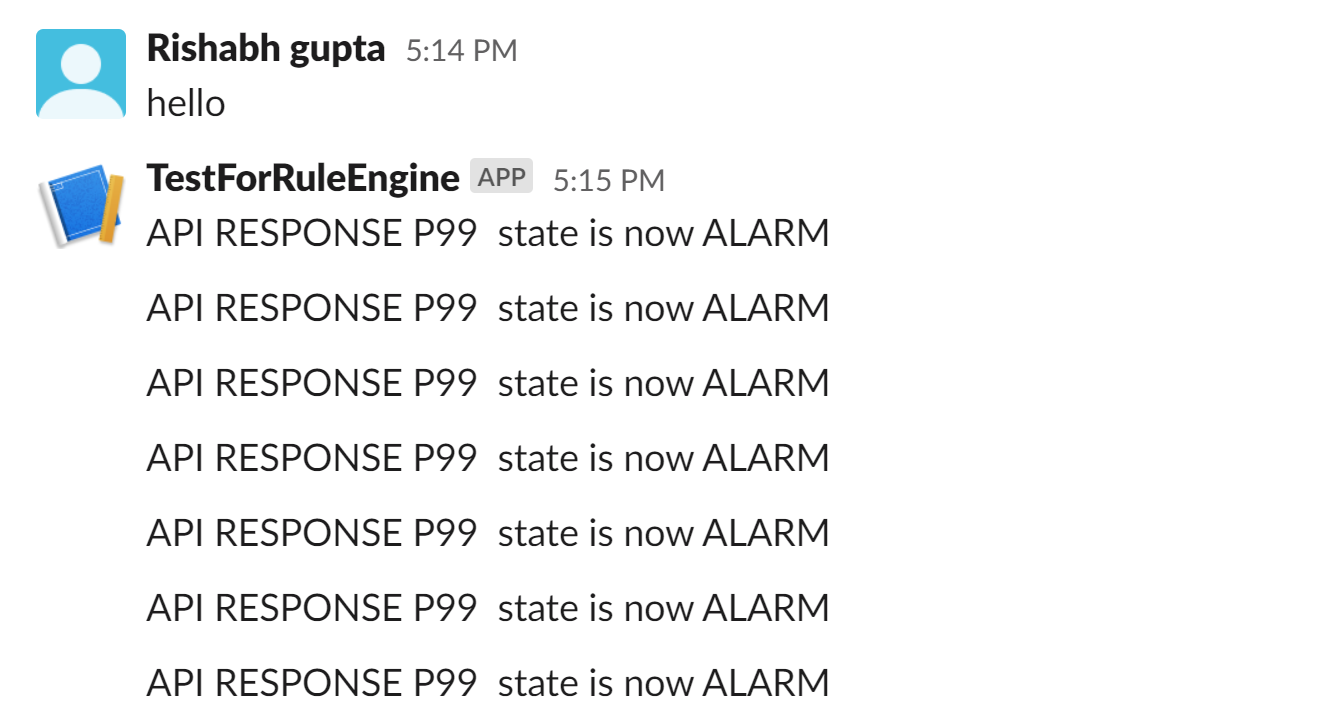 Rishabh gupta 5:14 PM
hello
TestForRuleEngine APP 5:15 PM
API RESPONSE P99  state is now ALARM
API RESPONSE P99  state is now ALARM
API RESPONSE P99  state is now ALARM
API RESPONSE P99  state is now ALARM
API RESPONSE P99  state is now ALARM
API RESPONSE P99  state is now ALARM
API RESPONSE P99  state is now ALARM